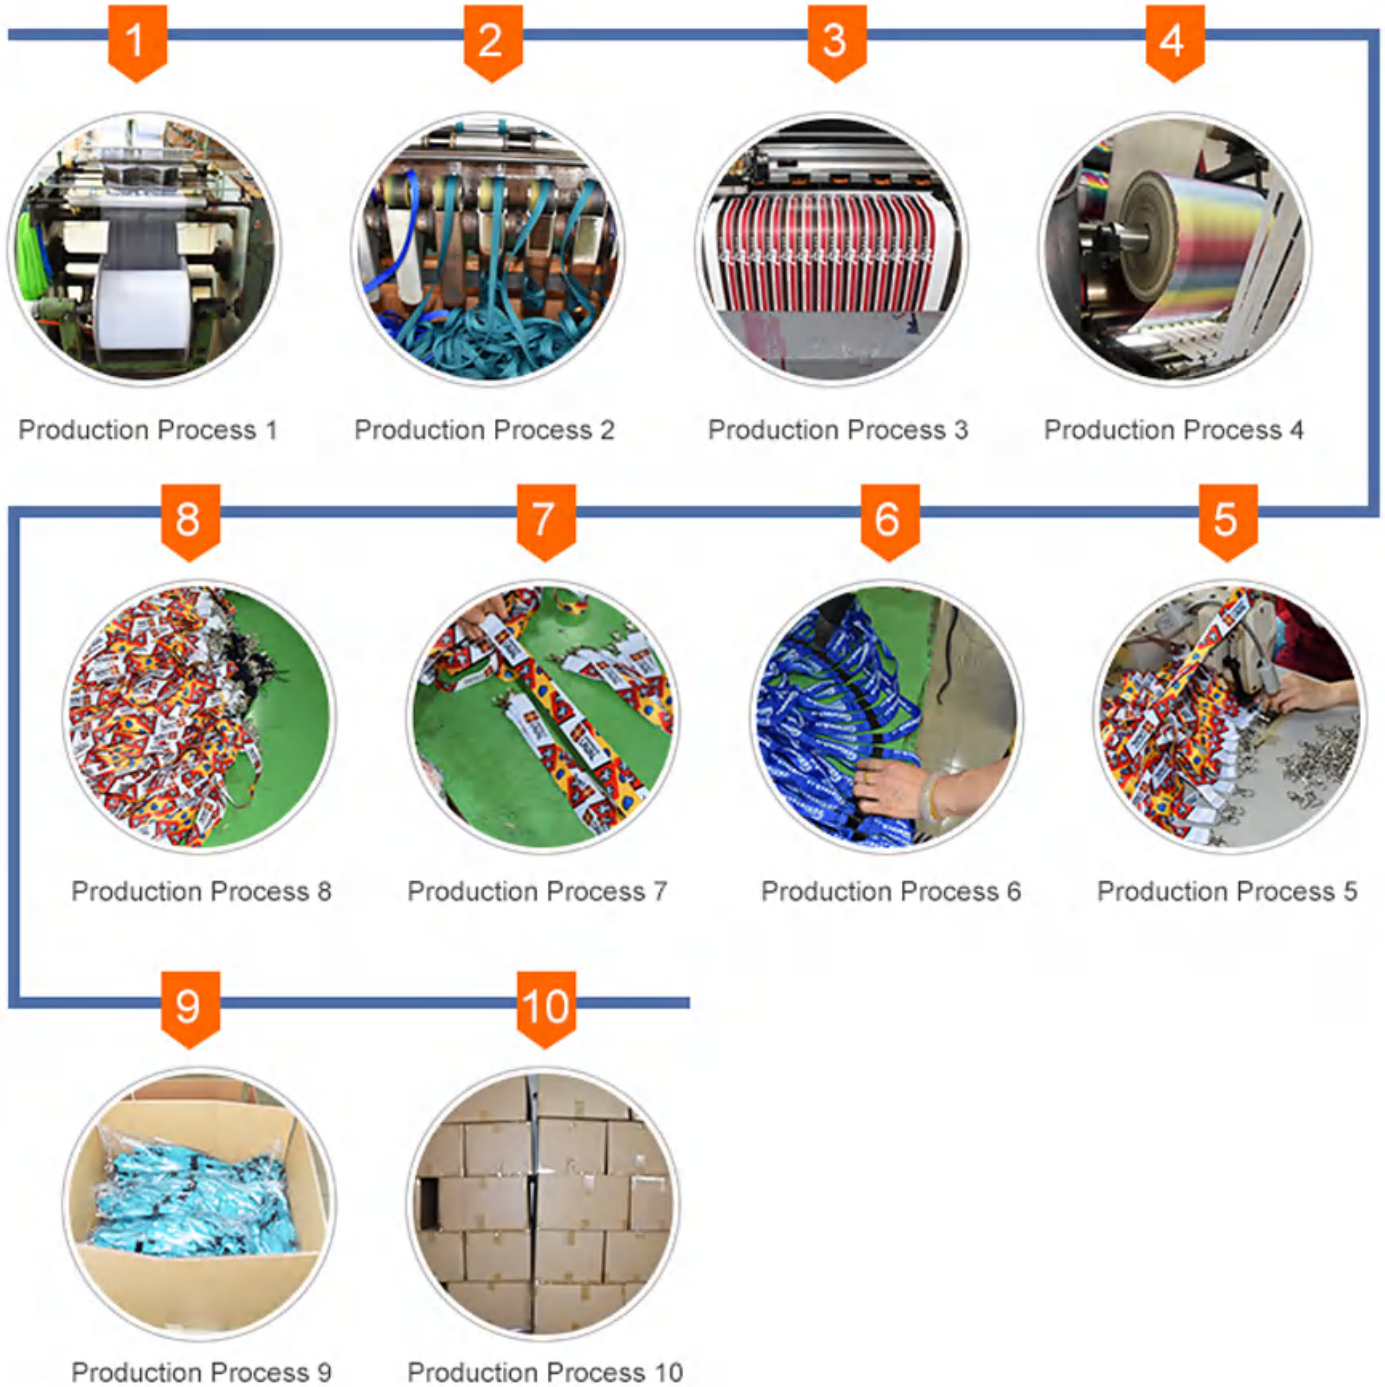 1
2
3
4
Production Process 1
Production Process 2
Production Process 3
Production Process 4
8
7
6
5
Production Process 8
Production Process 7
Production Process 6
Production Process 5
9
10
Production Process 9
Production Process 10